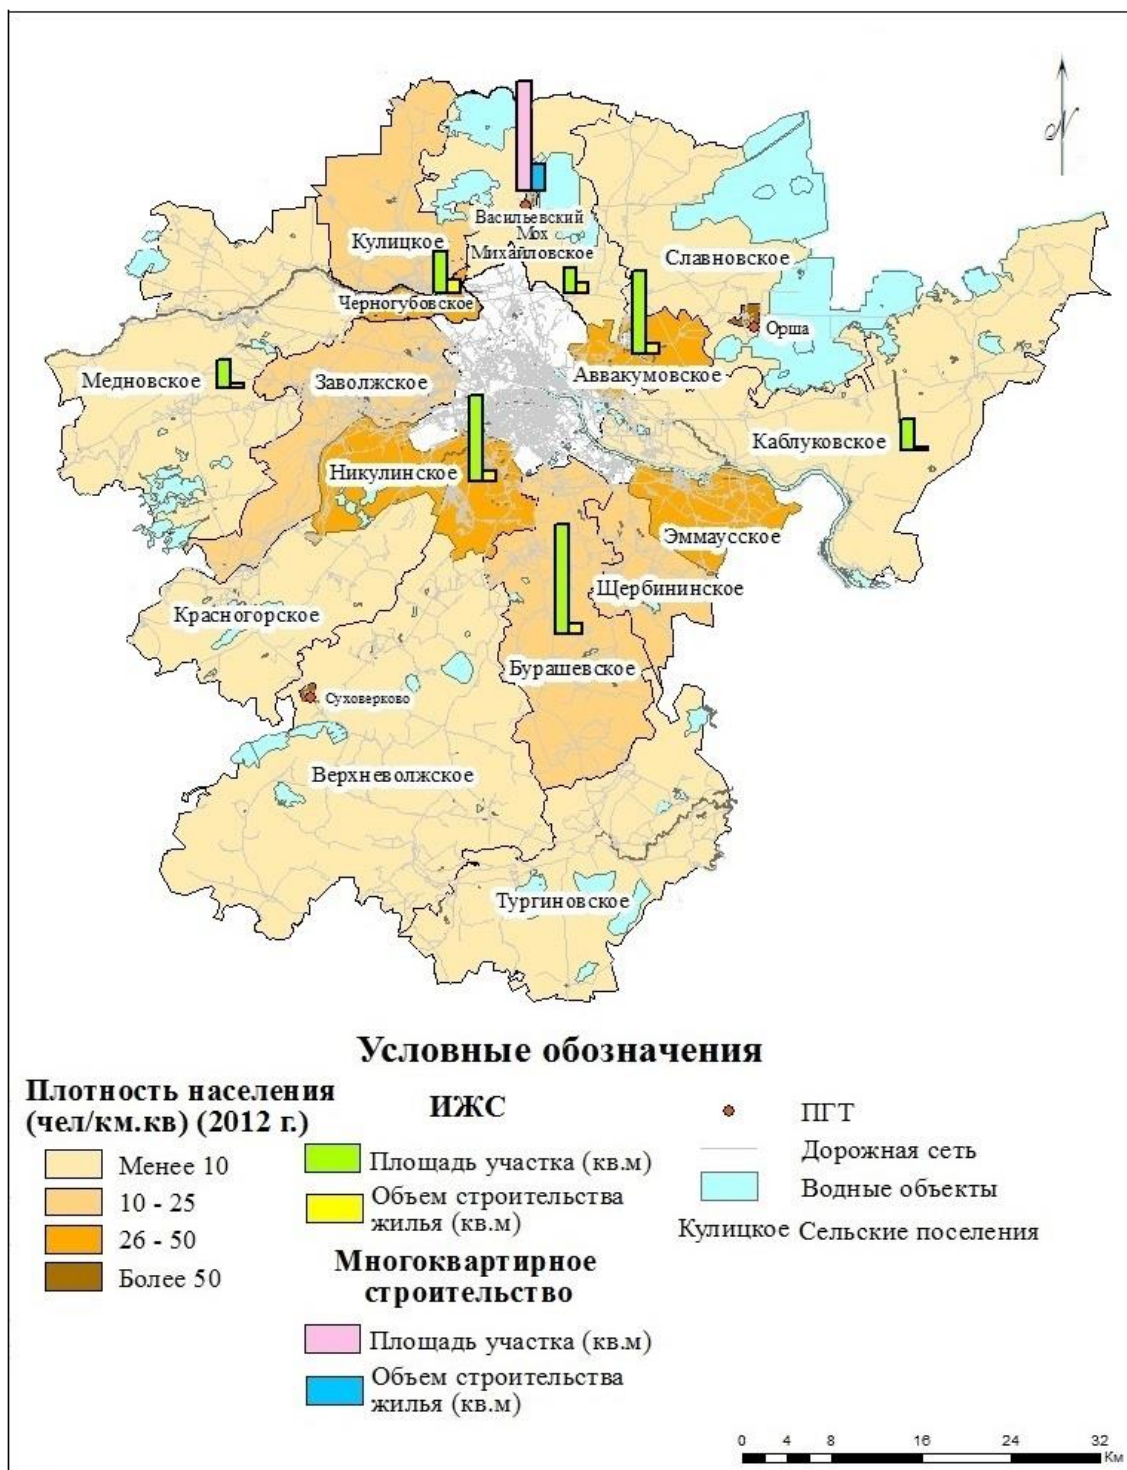 N
Васильевский
Мох
Кулицкое
Михайловское
Славновское
Черногубовское
Орша
Медновское
Заволжское
Аввакумовское
Каблуковское
Никулинское
Эммаусское
Щербининское
Красногорское
Бурашевское
Суховерково
Верхневолжское
Тургиновское
Условные обозначения
Плотность населения
(чел/км.кв) (2012 г.)
Менее 10
10 - 25
26 - 50
Более 50
ИЖС
Площадь участка (кв.м)
Объем строительства
жилья (кв.м)
Многоквартирное
строительство
Площадь участка (кв.м)
Объем строительства
жилья (кв.м)
ПГТ
Дорожная сеть
Водные объекты
Кулицкое Сельские поселения
0 4 8 16 24 32
Км